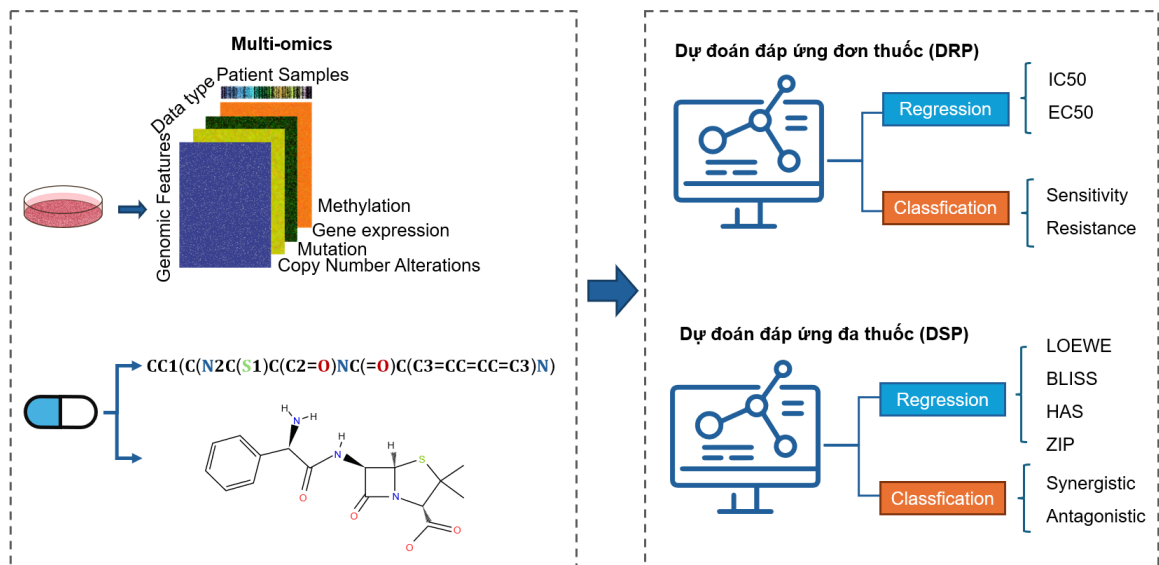 Multi-omics
Patient Samples
Data type
Genomic Features
Methylation
Gene expression
Mutation
Copy Number Alterations
CC1(C(N2C(S1)C(C2=O)NC(=O)C(C3=CC=CC=C3)N)
H
N
H
H
N
O
H
S
N
O
O
O
Dự đoán đáp ứng đơn thuốc (DRP)
Regression
IC50
EC50
Classfication
Sensitivity
Resistance
Dự đoán đáp ứng đa thuốc (DSP)
Regression
LOEWE
BLISS
HAS
ZIP
Classfication
Synergistic
Antagonistic